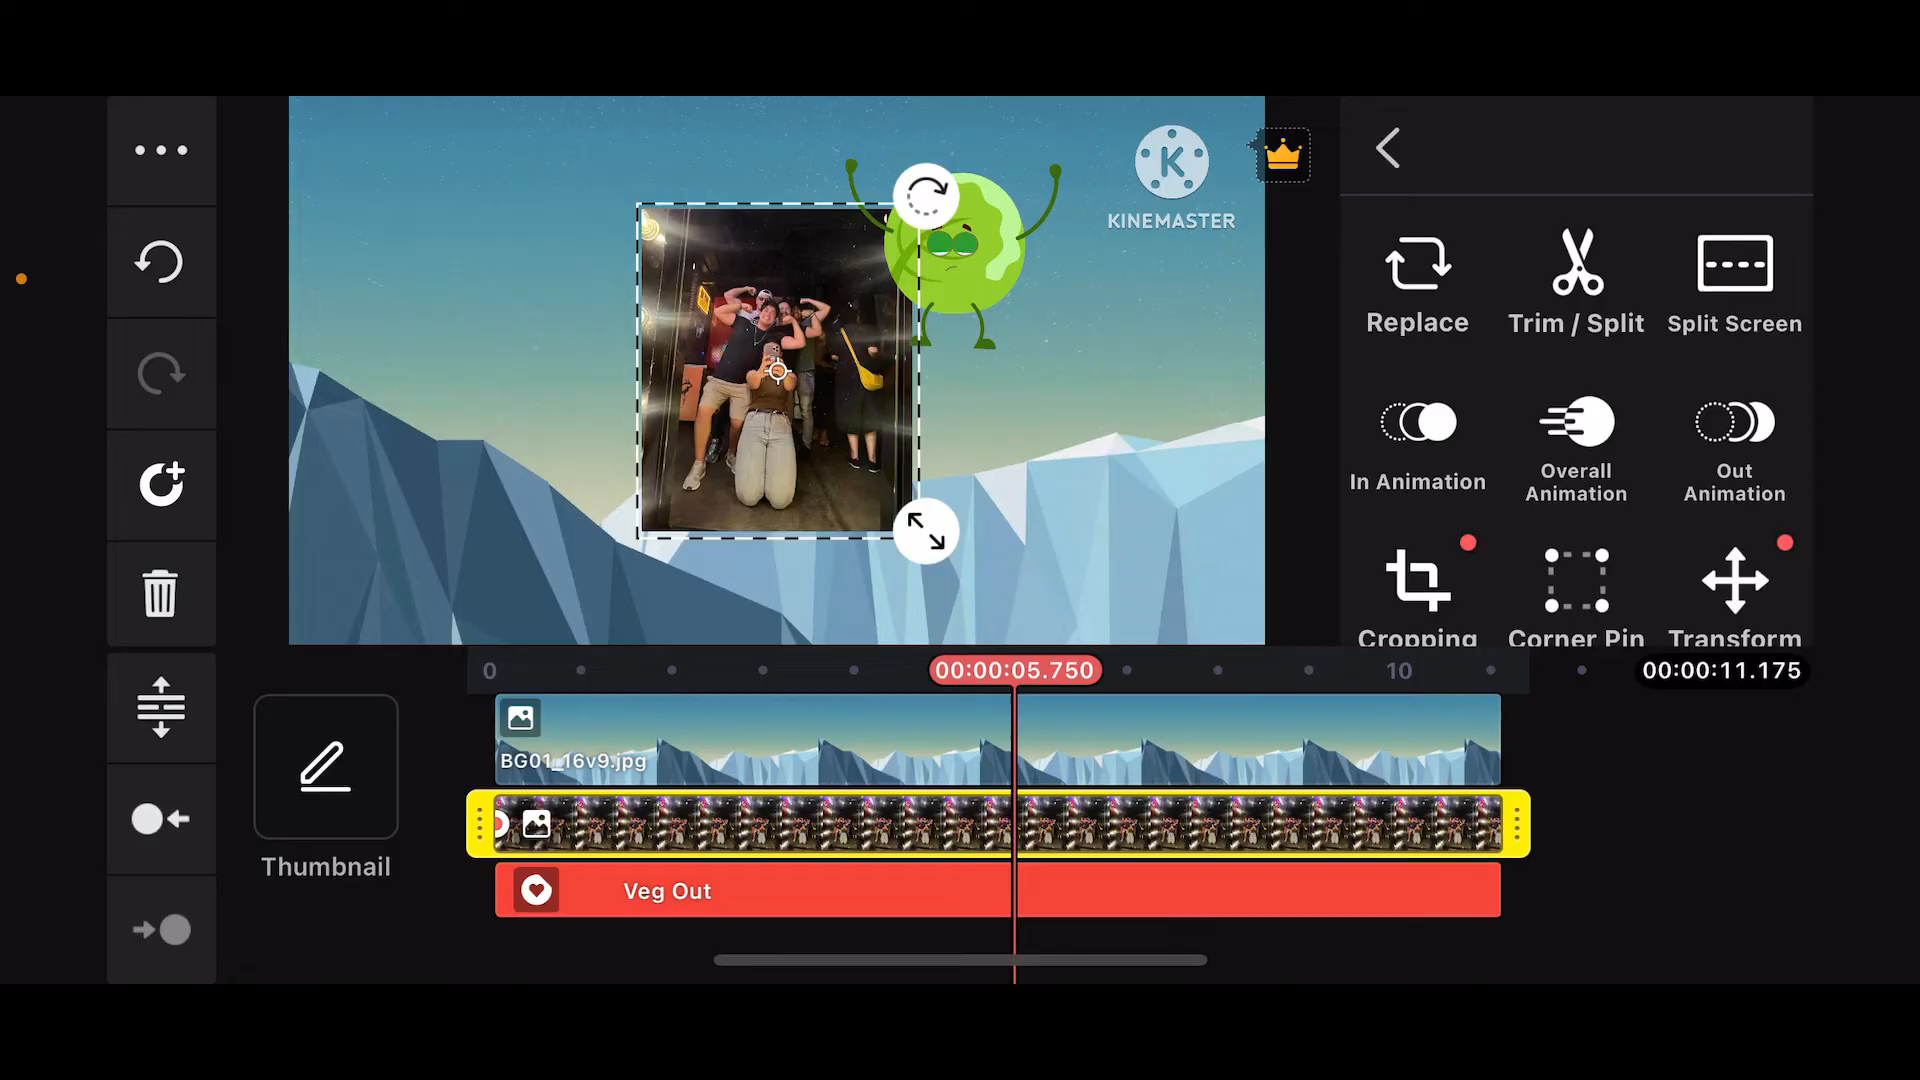 K
KINEMASTER
Replace
Trim / Split
Split Screen
In Animation
Overall
Animation
Out
Animation
Cropping
Corner Pin
Transform
0
00:00:05.750
10
00:00:11.175
BG01_16v9.jpg
Thumbnail
Veg Out